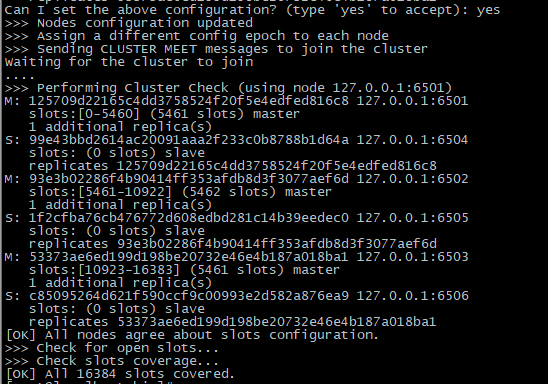 Can I set the above configuration? (type 'yes' to accept): yes
>>> Nodes configuration updated
>>> Assign a different config epoch to each node
>>> Sending CLUSTER MEET messages to join the cluster
Waiting for the cluster to join
....
>>> Performing Cluster Check (using node 127.0.0.1:6501)
M: 125709d22165c4dd3758524f20f5e4edfed816c8 127.0.0.1:6501
slots:[0-5460] (5461 slots) master
1 additional replica(s)
S: 99e43bbd2614ac20091aaa2f233c0b8788b1d64a 127.0.0.1:6504
slots: (0 slots) slave
replicates 125709d22165c4dd3758524f20f5e4edfed816c8
M: 93e3b02286f4b90414ff353afdb8d3f3077aef6d 127.0.0.1:6502
slots:[5461-10922] (5462 slots) master
1 additional replica(s)
S: 1f2cfba76cb476772d608edbd281c14b39eedec0 127.0.0.1:6505
slots: (0 slots) slave
replicates 93e3b02286f4b90414ff353afdb8d3f3077aef6d
M: 53373ae6ed199d198be20732e46e4b187a018ba1 127.0.0.1:6503
slots:[10923-16383] (5461 slots) master
1 additional replica(s)
S: c85095264d621f590ccf9c00993e2d582a876ea9 127.0.0.1:6506
slots: (0 slots) slave
replicates 53373ae6ed199d198be20732e46e4b187a018ba1
[OK] All nodes agree about slots configuration.
>>> Check for open slots...
>>> Check slots coverage...
[OK] All 16384 slots covered.